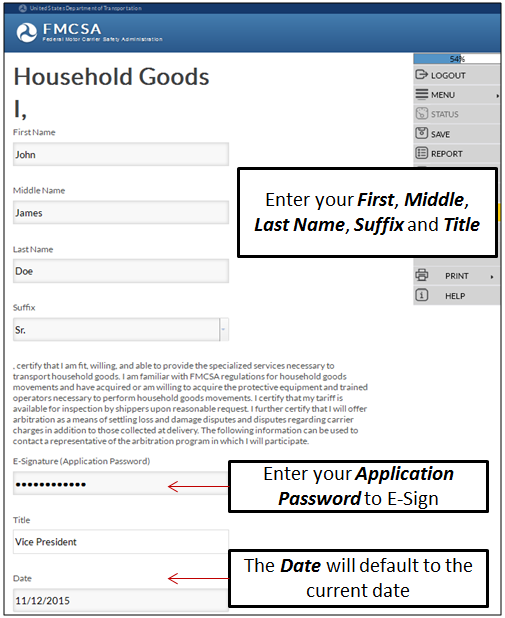 United States Department of Transportation
FMCSA
Federal Motor Carrier Safety Administration
54%
LOGOUT
MENU
STATUS
SAVE
REPORT
PRINT
HELP
Household Goods
I,
First Name
John
Middle Name
James
Last Name
Doe
Suffix
Sr.
Enter your First, Middle,
Last Name, Suffix and Title
, certify that I am fit, willing, and able to provide the specialized services necessary to
transport household goods. I am familiar with FMCSA regulations for household goods
movements and have acquired or am willing to acquire the protective equipment and trained
operators necessary to perform household goods movements. I certify that my tariff is
available for inspection by shippers upon reasonable request. I further certify that I will offer
arbitration as a means of settling loss and damage disputes and disputes regarding carrier
charges in addition to those collected at delivery. The following information can be used to
contact a representative of the arbitration program in which I will participate.
E-Signature (Application Password)
••••••••••••
Enter your Application
Password to E-Sign
Title
Vice President
Date
11/12/2015
The Date will default to the
current date